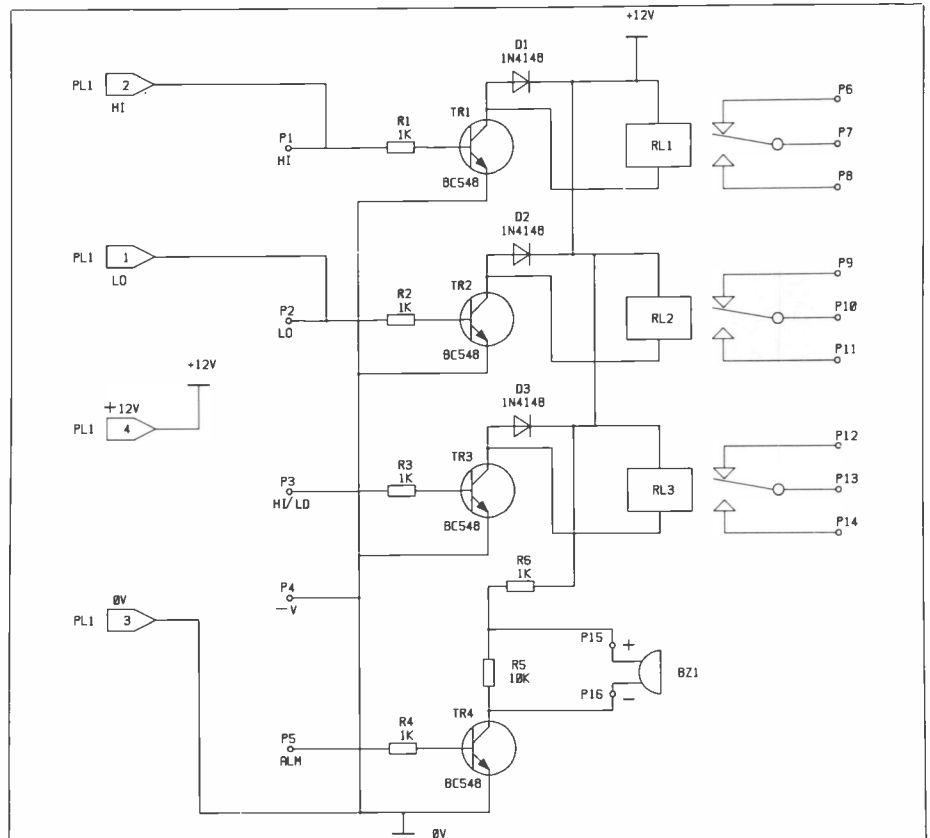 +12V
D1
1N4148
PL1
2
HI
P1
HI
R1
1K
TR1
BC548
RL1
P6
P7
P8
D2
1N4148
PL1
1
LO
P2
LO
R2
1K
TR2
BC548
RL2
P9
P10
P11
+12V
+12V
PL1
4
D3
1N4148
P3
HI/LO
R3
1K
TR3
BC548
RL3
P12
P13
P14
R6
1K
P4
-V
0V
PL1
3
P15
+
R5
10K
BZ1
P16
-
P5
ALM
R4
1K
TR4
BC548
0V